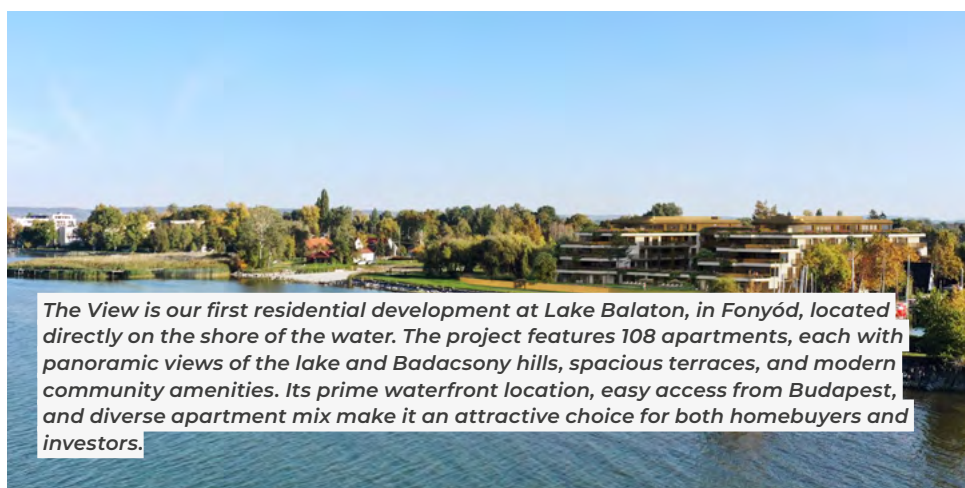 The View is our first residential development at Lake Balaton, in Fonyód, located
directly on the shore of the water. The project features 108 apartments, each with
panoramic views of the lake and Badacsony hills, spacious terraces, and modern
community amenities. Its prime waterfront location, easy access from Budapest,
and diverse apartment mix make it an attractive choice for both homebuyers and
investors.